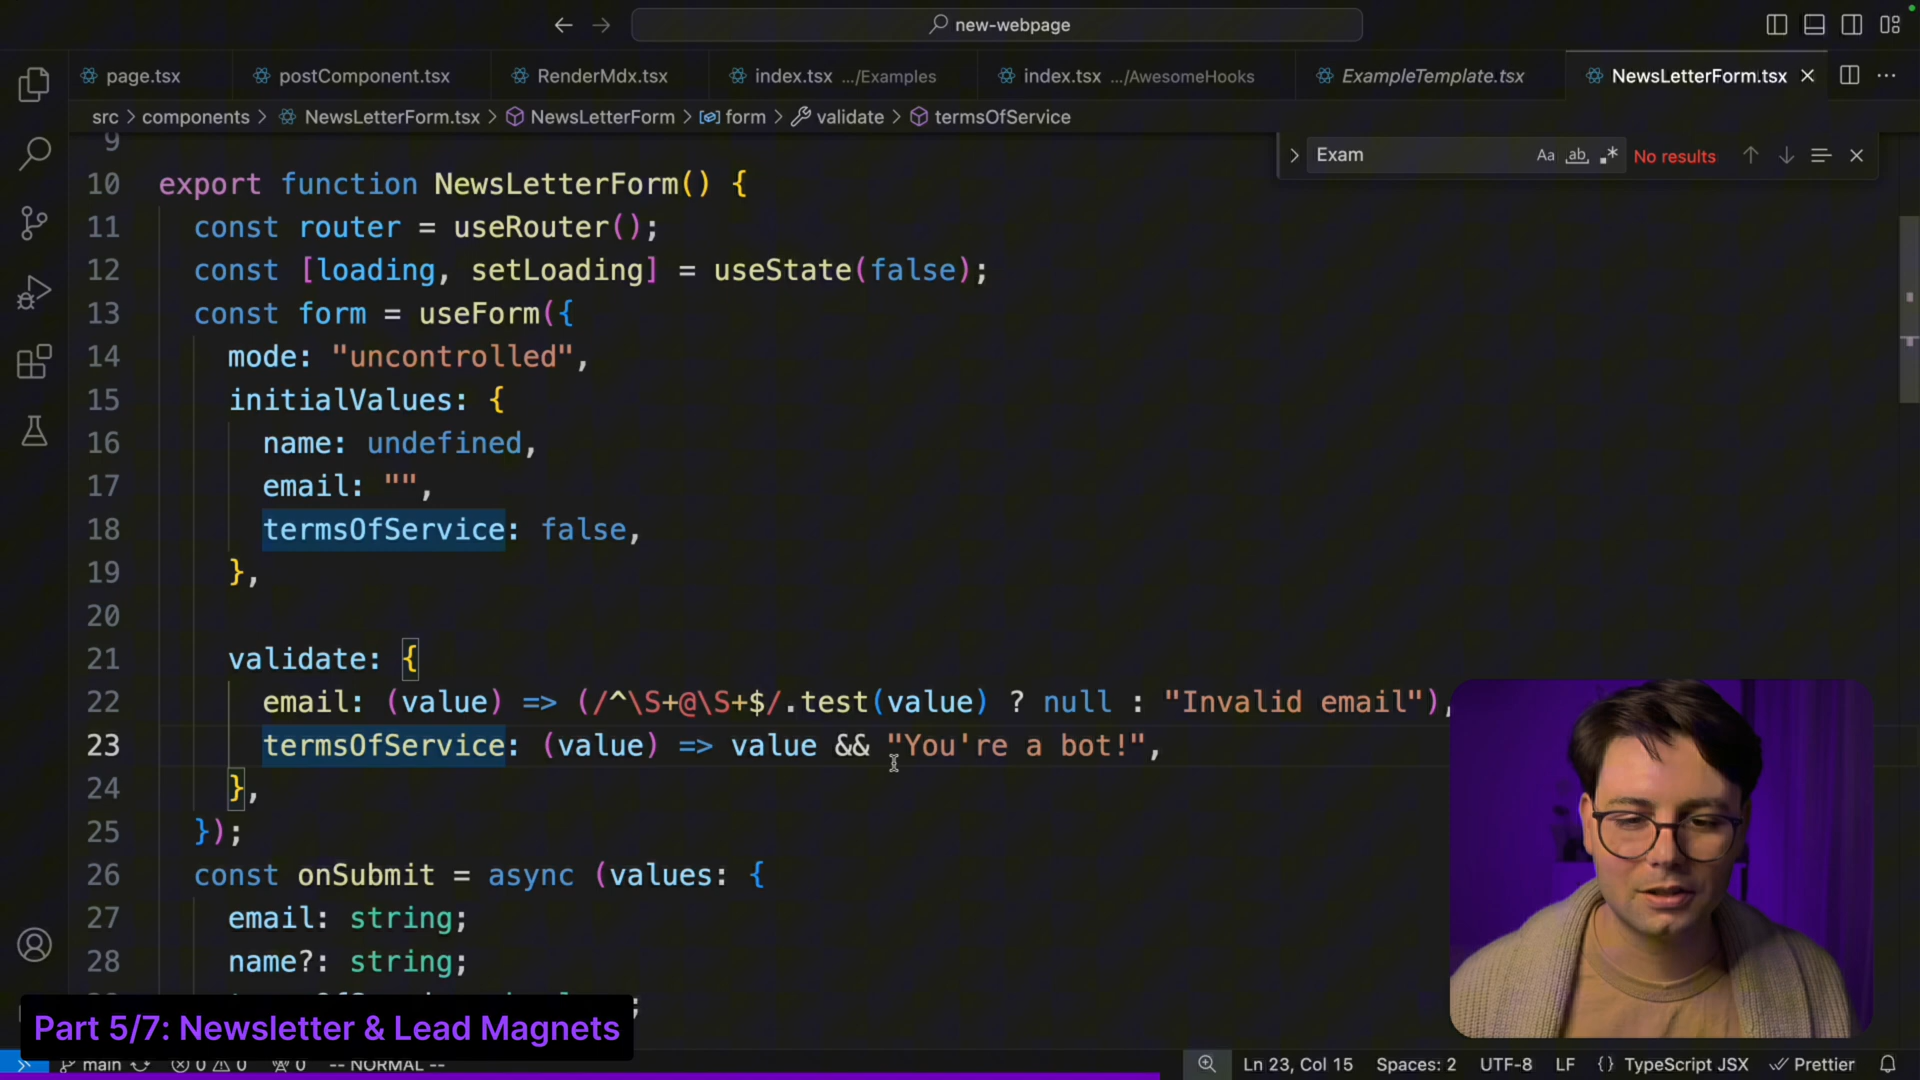 new-webpage
page.tsx postComponent.tsx RenderMdx.tsx index.tsx .../Examples index.tsx .../AwesomeHooks ExampleTemplate.tsx NewsLetterForm.tsx
src > components > NewsLetterForm.tsx > NewsLetterForm > form > validate > termsOfService
Exam Aa ab .* No results
9
10 export function NewsLetterForm() {
11 const router = useRouter();
12 const [loading, setLoading] = useState(false);
13 const form = useForm({
14 mode: "uncontrolled",
15 initialValues: {
16 name: undefined,
17 email: "",
18 termsOfService: false,
19 },
20
21 validate: {
22 email: (value) => (/^\S+@\S+$/.test(value) ? null : "Invalid email"),
23 termsOfService: (value) => value && "You're a bot!",
24 },
25 });
26 const onSubmit = async (values: {
27 email: string;
28 name?: string;
Part 5/7: Newsletter & Lead Magnets
main 0 0 0 -- NORMAL -- Ln 23, Col 15 Spaces: 2 UTF-8 LF {} TypeScript JSX Prettier